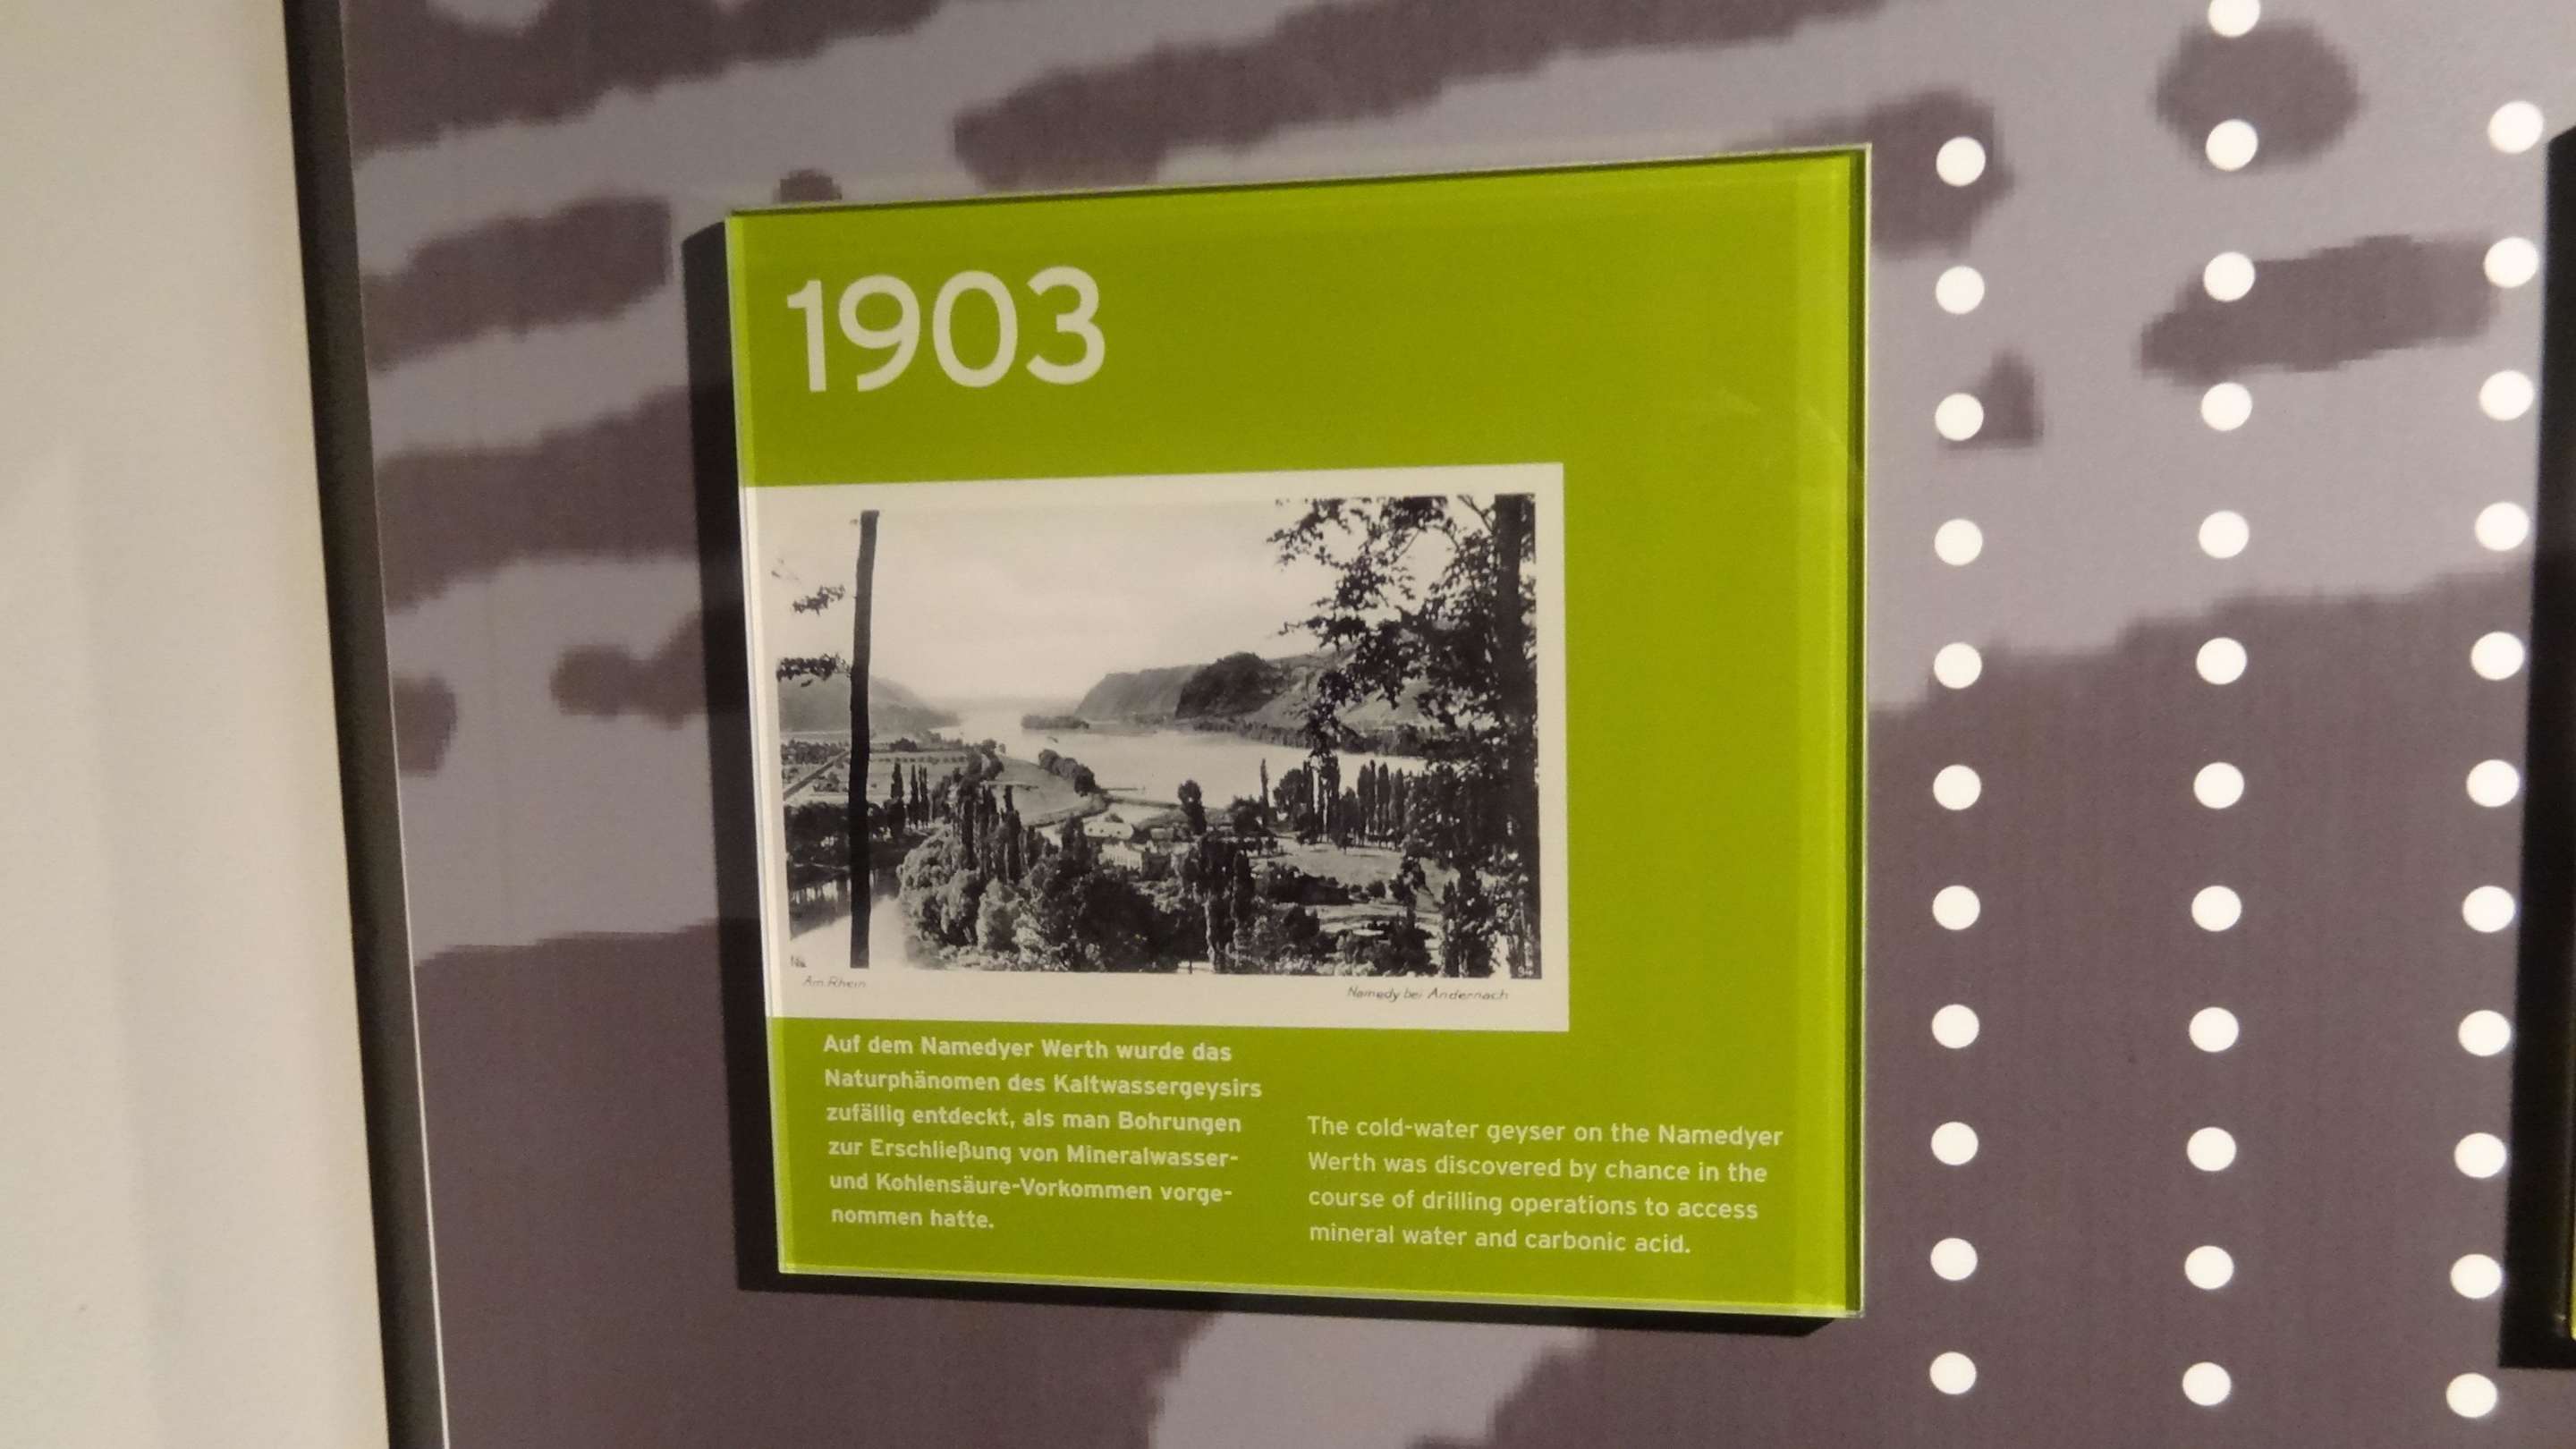 1903
Am Rhein
Namedy bei Andernach
Auf dem Namedyer Werth wurde das
Naturphänomen des Kaltwassergeysirs
zufällig entdeckt, als man Bohrungen
zur Erschließung von Mineralwasser-
und Kohlensäure-Vorkommen vorge-
nommen hatte.
The cold-water geyser on the Namedyer
Werth was discovered by chance in the
course of drilling operations to access
mineral water and carbonic acid.